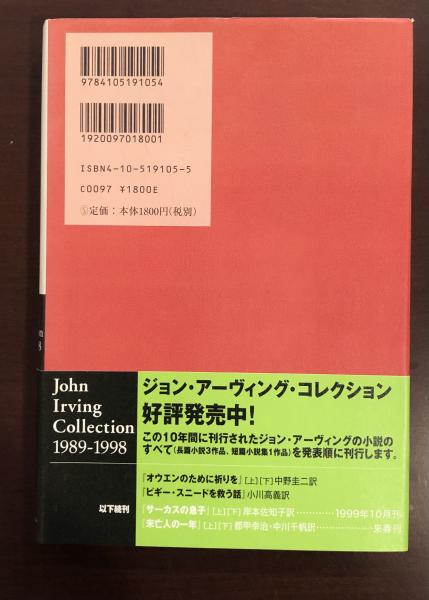 9784105191054
1920097018001
ISBN4-10-519105-5
C0097 ¥1800E
Ⓢ定価：本体1800円(税別)
John
Irving
Collection
1989-1998
ジョン・アーヴィング・コレクション
好評発売中!
この10年間に刊行されたジョン・アーヴィングの小説の
すべて(長篇小説3作品、短篇小説集1作品)を発表順に刊行します。
『オウエンのために祈りを』[上][下]中野圭二訳
『ピギー・スニードを救う話』小川高義訳
以下続刊
『サーカスの息子』[上][下]岸本佐知子訳…………1999年10月刊
『未亡人の一年』[上][下]都甲幸治・中川千帆訳……………来春刊